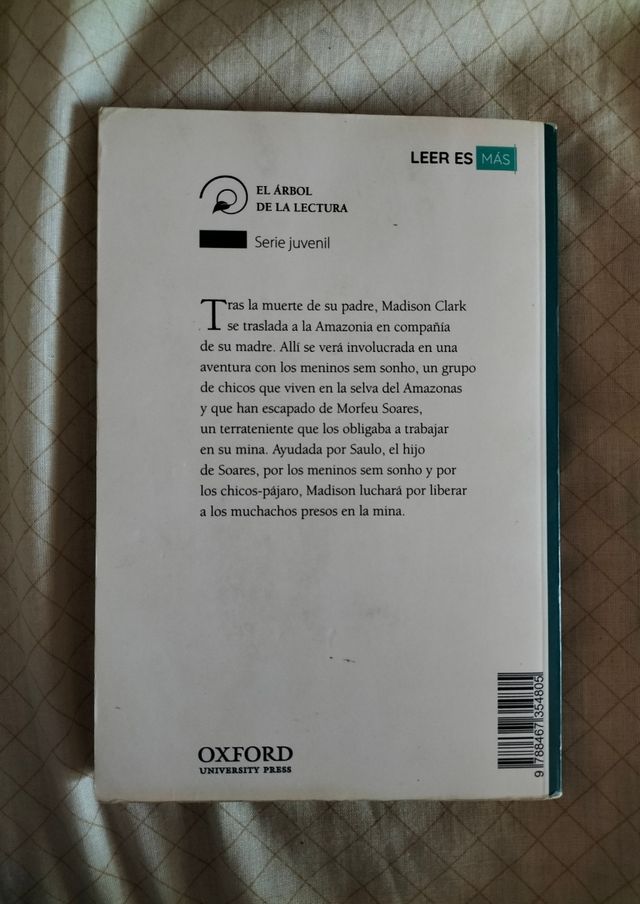 LEER ES MÁS
EL ÁRBOL
DE LA LECTURA
Serie juvenil
Tras la muerte de su padre, Madison Clark
se traslada a la Amazonia en compañía
de su madre. Allí se verá involucrada en una
aventura con los meninos sem sonho, un grupo
de chicos que viven en la selva del Amazonas
y que han escapado de Morfeu Soares,
un terrateniente que los obligaba a trabajar
en su mina. Ayudada por Saulo, el hijo
de Soares, por los meninos sem sonho y por
los chicos-pájaro, Madison luchará por liberar
a los muchachos presos en la mina.
OXFORD
UNIVERSITY PRESS
9 788467 354805